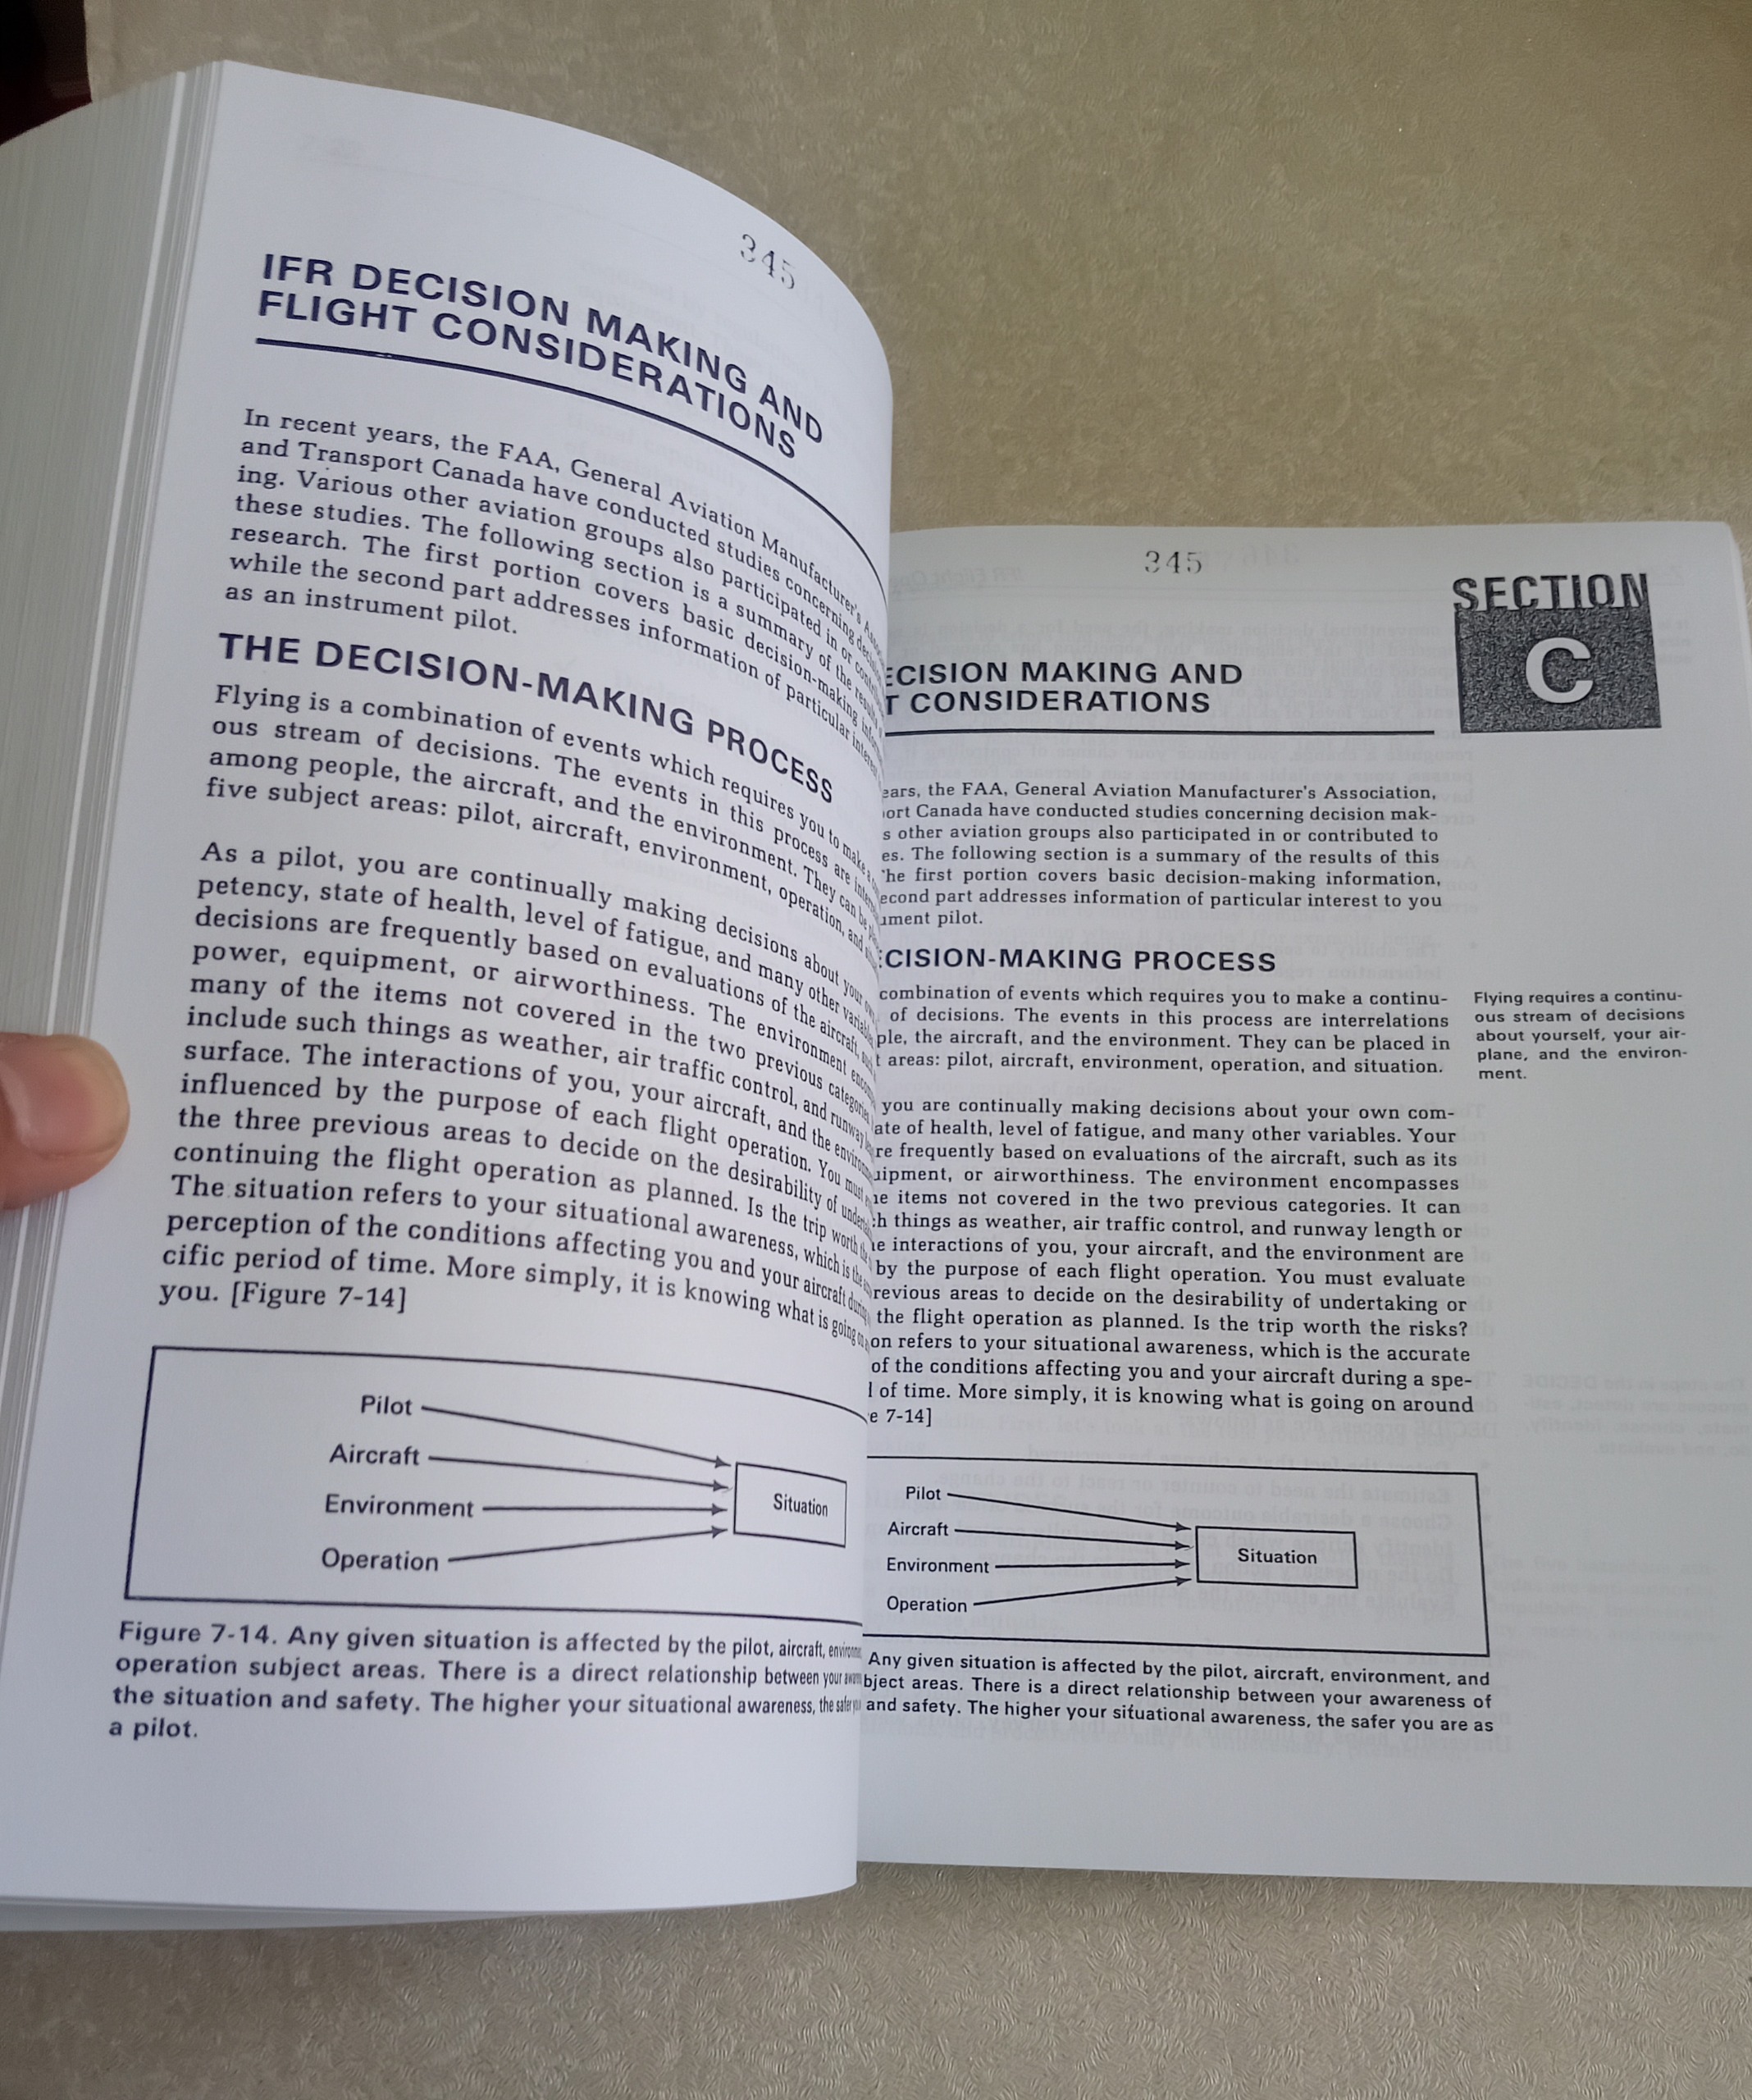 345
IFR DECISION MAKING AND
FLIGHT CONSIDERATIONS
In recent years, the FAA, General Aviation Manufacturer's
and Transport Canada have conducted studies concerning
ing. Various other aviation groups also participated in or
these studies. The following section is a summary of the results
research. The first portion covers basic decision-making
while the second part addresses information of particular interest
as an instrument pilot.
THE DECISION-MAKING PROCESS
Flying is a combination of events which requires you to make
ous stream of decisions. The events in this process are
among people, the aircraft, and the environment. They can be
five subject areas: pilot, aircraft, environment, operation, and
As a pilot, you are continually making decisions about your
petency, state of health, level of fatigue, and many other
decisions are frequently based on evaluations of the aircraft,
power, equipment, or airworthiness. The environment
many of the items not covered in the two previous categories.
include such things as weather, air traffic control, and runway
surface. The interactions of you, your aircraft, and the
influenced by the purpose of each flight operation. You must
the three previous areas to decide on the desirability of
continuing the flight operation as planned. Is the trip worth
The situation refers to your situational awareness, which is the
perception of the conditions affecting you and your aircraft
cific period of time. More simply, it is knowing what is going
you. [Figure 7-14]
Pilot
Aircraft
Environment
Operation
Situation
Figure 7-14. Any given situation is affected by the pilot, aircraft,
operation subject areas. There is a direct relationship between your
the situation and safety. The higher your situational awareness, the safer
a pilot.
345
SECTION
C
ECISION MAKING AND
T CONSIDERATIONS
ears, the FAA, General Aviation Manufacturer's Association,
ort Canada have conducted studies concerning decision mak-
s other aviation groups also participated in or contributed to
es. The following section is a summary of the results of this
he first portion covers basic decision-making information,
econd part addresses information of particular interest to you
ument pilot.
CISION-MAKING PROCESS
combination of events which requires you to make a continu-
of decisions. The events in this process are interrelations
ple, the aircraft, and the environment. They can be placed in
t areas: pilot, aircraft, environment, operation, and situation.
Flying requires a continu-
ous stream of decisions
about yourself, your air-
plane, and the environ-
ment.
you are continually making decisions about your own com-
ate of health, level of fatigue, and many other variables. Your
re frequently based on evaluations of the aircraft, such as its
uipment, or airworthiness. The environment encompasses
he items not covered in the two previous categories. It can
ch things as weather, air traffic control, and runway length or
he interactions of you, your aircraft, and the environment are
by the purpose of each flight operation. You must evaluate
revious areas to decide on the desirability of undertaking or
the flight operation as planned. Is the trip worth the risks?
on refers to your situational awareness, which is the accurate
of the conditions affecting you and your aircraft during a spe-
l of time. More simply, it is knowing what is going on around
e 7-14]
Pilot
Aircraft
Environment
Operation
Situation
Any given situation is affected by the pilot, aircraft, environment, and
bject areas. There is a direct relationship between your awareness of
and safety. The higher your situational awareness, the safer you are as